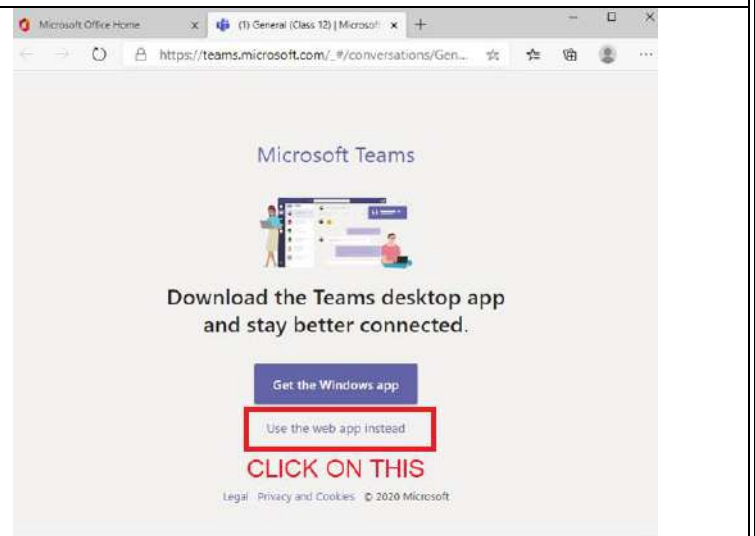 Microsoft Office Home
(1) General (Class 12) | Microsof
https://teams.microsoft.com/_#/conversations/Gen...
Microsoft Teams
Download the Teams desktop app
and stay better connected.
Get the Windows app
Use the web app instead
CLICK ON THIS
Legal Privacy and Cookies © 2020 Microsoft